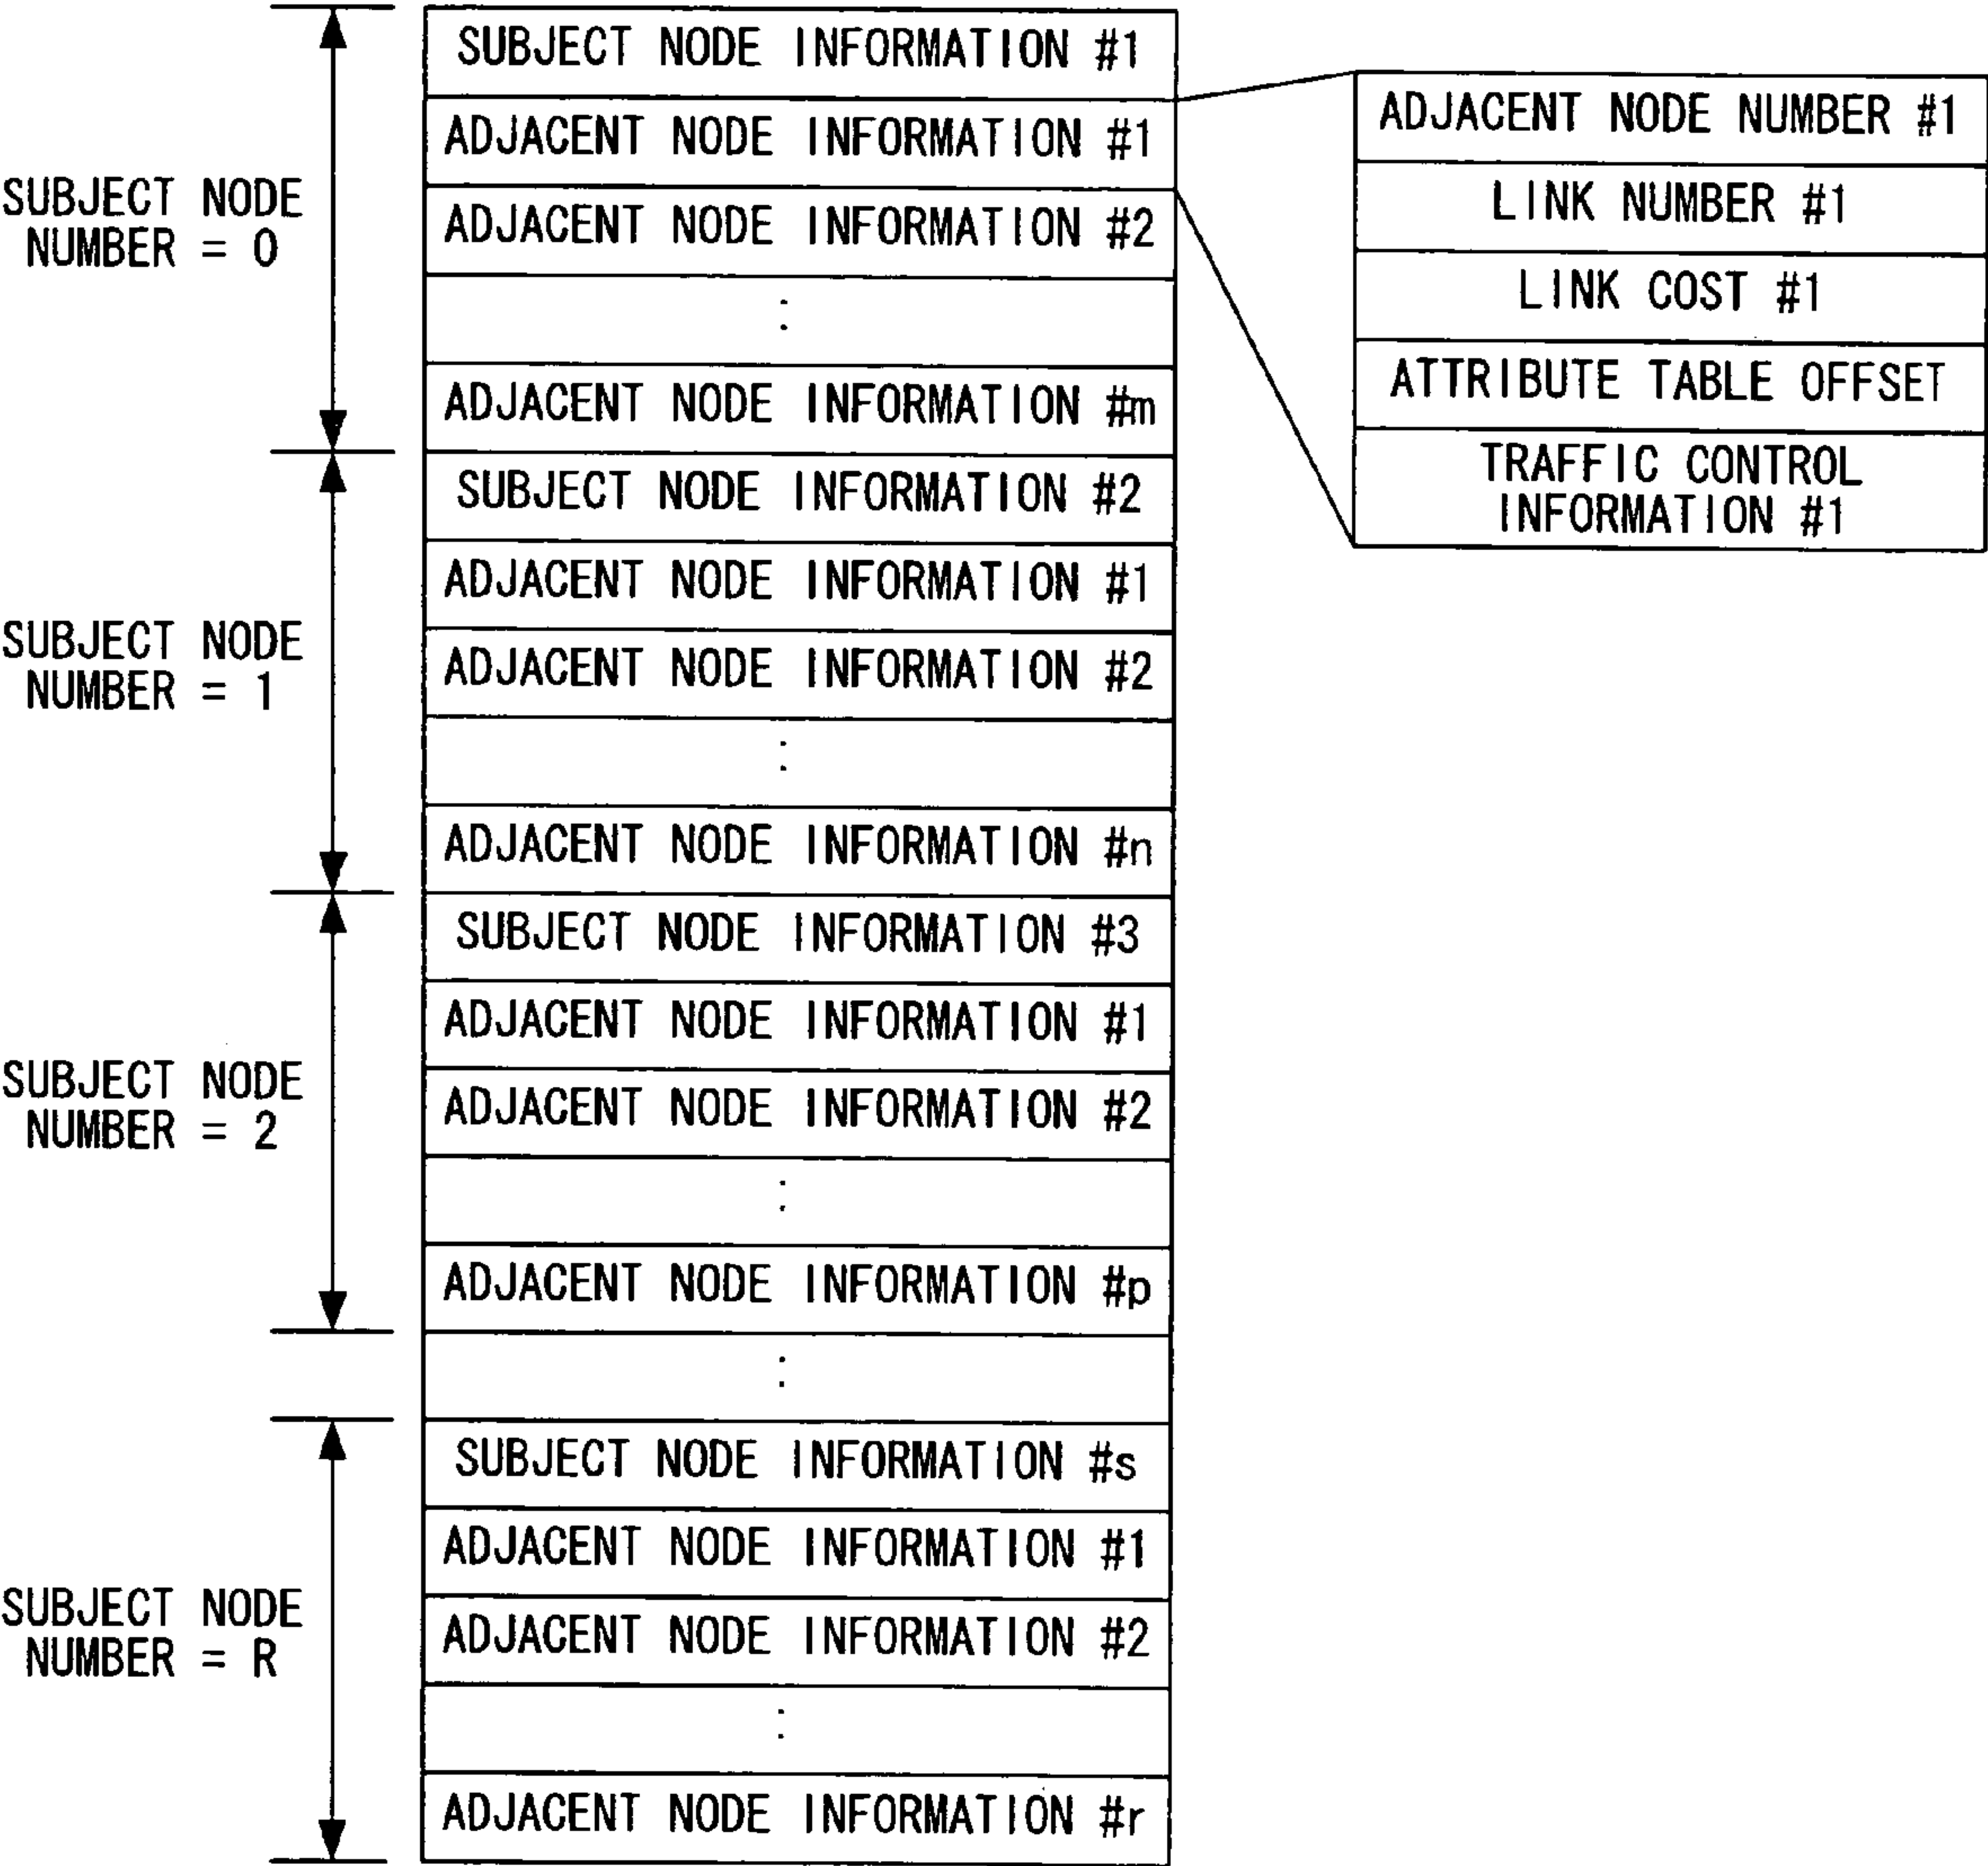 SUBJECT NODE
NUMBER = 0
SUBJECT NODE INFORMATION #1
ADJACENT NODE INFORMATION #1
ADJACENT NODE INFORMATION #2
:
ADJACENT NODE INFORMATION #m
ADJACENT NODE NUMBER #1
LINK NUMBER #1
LINK COST #1
ATTRIBUTE TABLE OFFSET
TRAFFIC CONTROL
INFORMATION #1
SUBJECT NODE
NUMBER = 1
SUBJECT NODE INFORMATION #2
ADJACENT NODE INFORMATION #1
ADJACENT NODE INFORMATION #2
:
ADJACENT NODE INFORMATION #n
SUBJECT NODE
NUMBER = 2
SUBJECT NODE INFORMATION #3
ADJACENT NODE INFORMATION #1
ADJACENT NODE INFORMATION #2
:
ADJACENT NODE INFORMATION #p
:
SUBJECT NODE
NUMBER = R
SUBJECT NODE INFORMATION #s
ADJACENT NODE INFORMATION #1
ADJACENT NODE INFORMATION #2
:
ADJACENT NODE INFORMATION #r